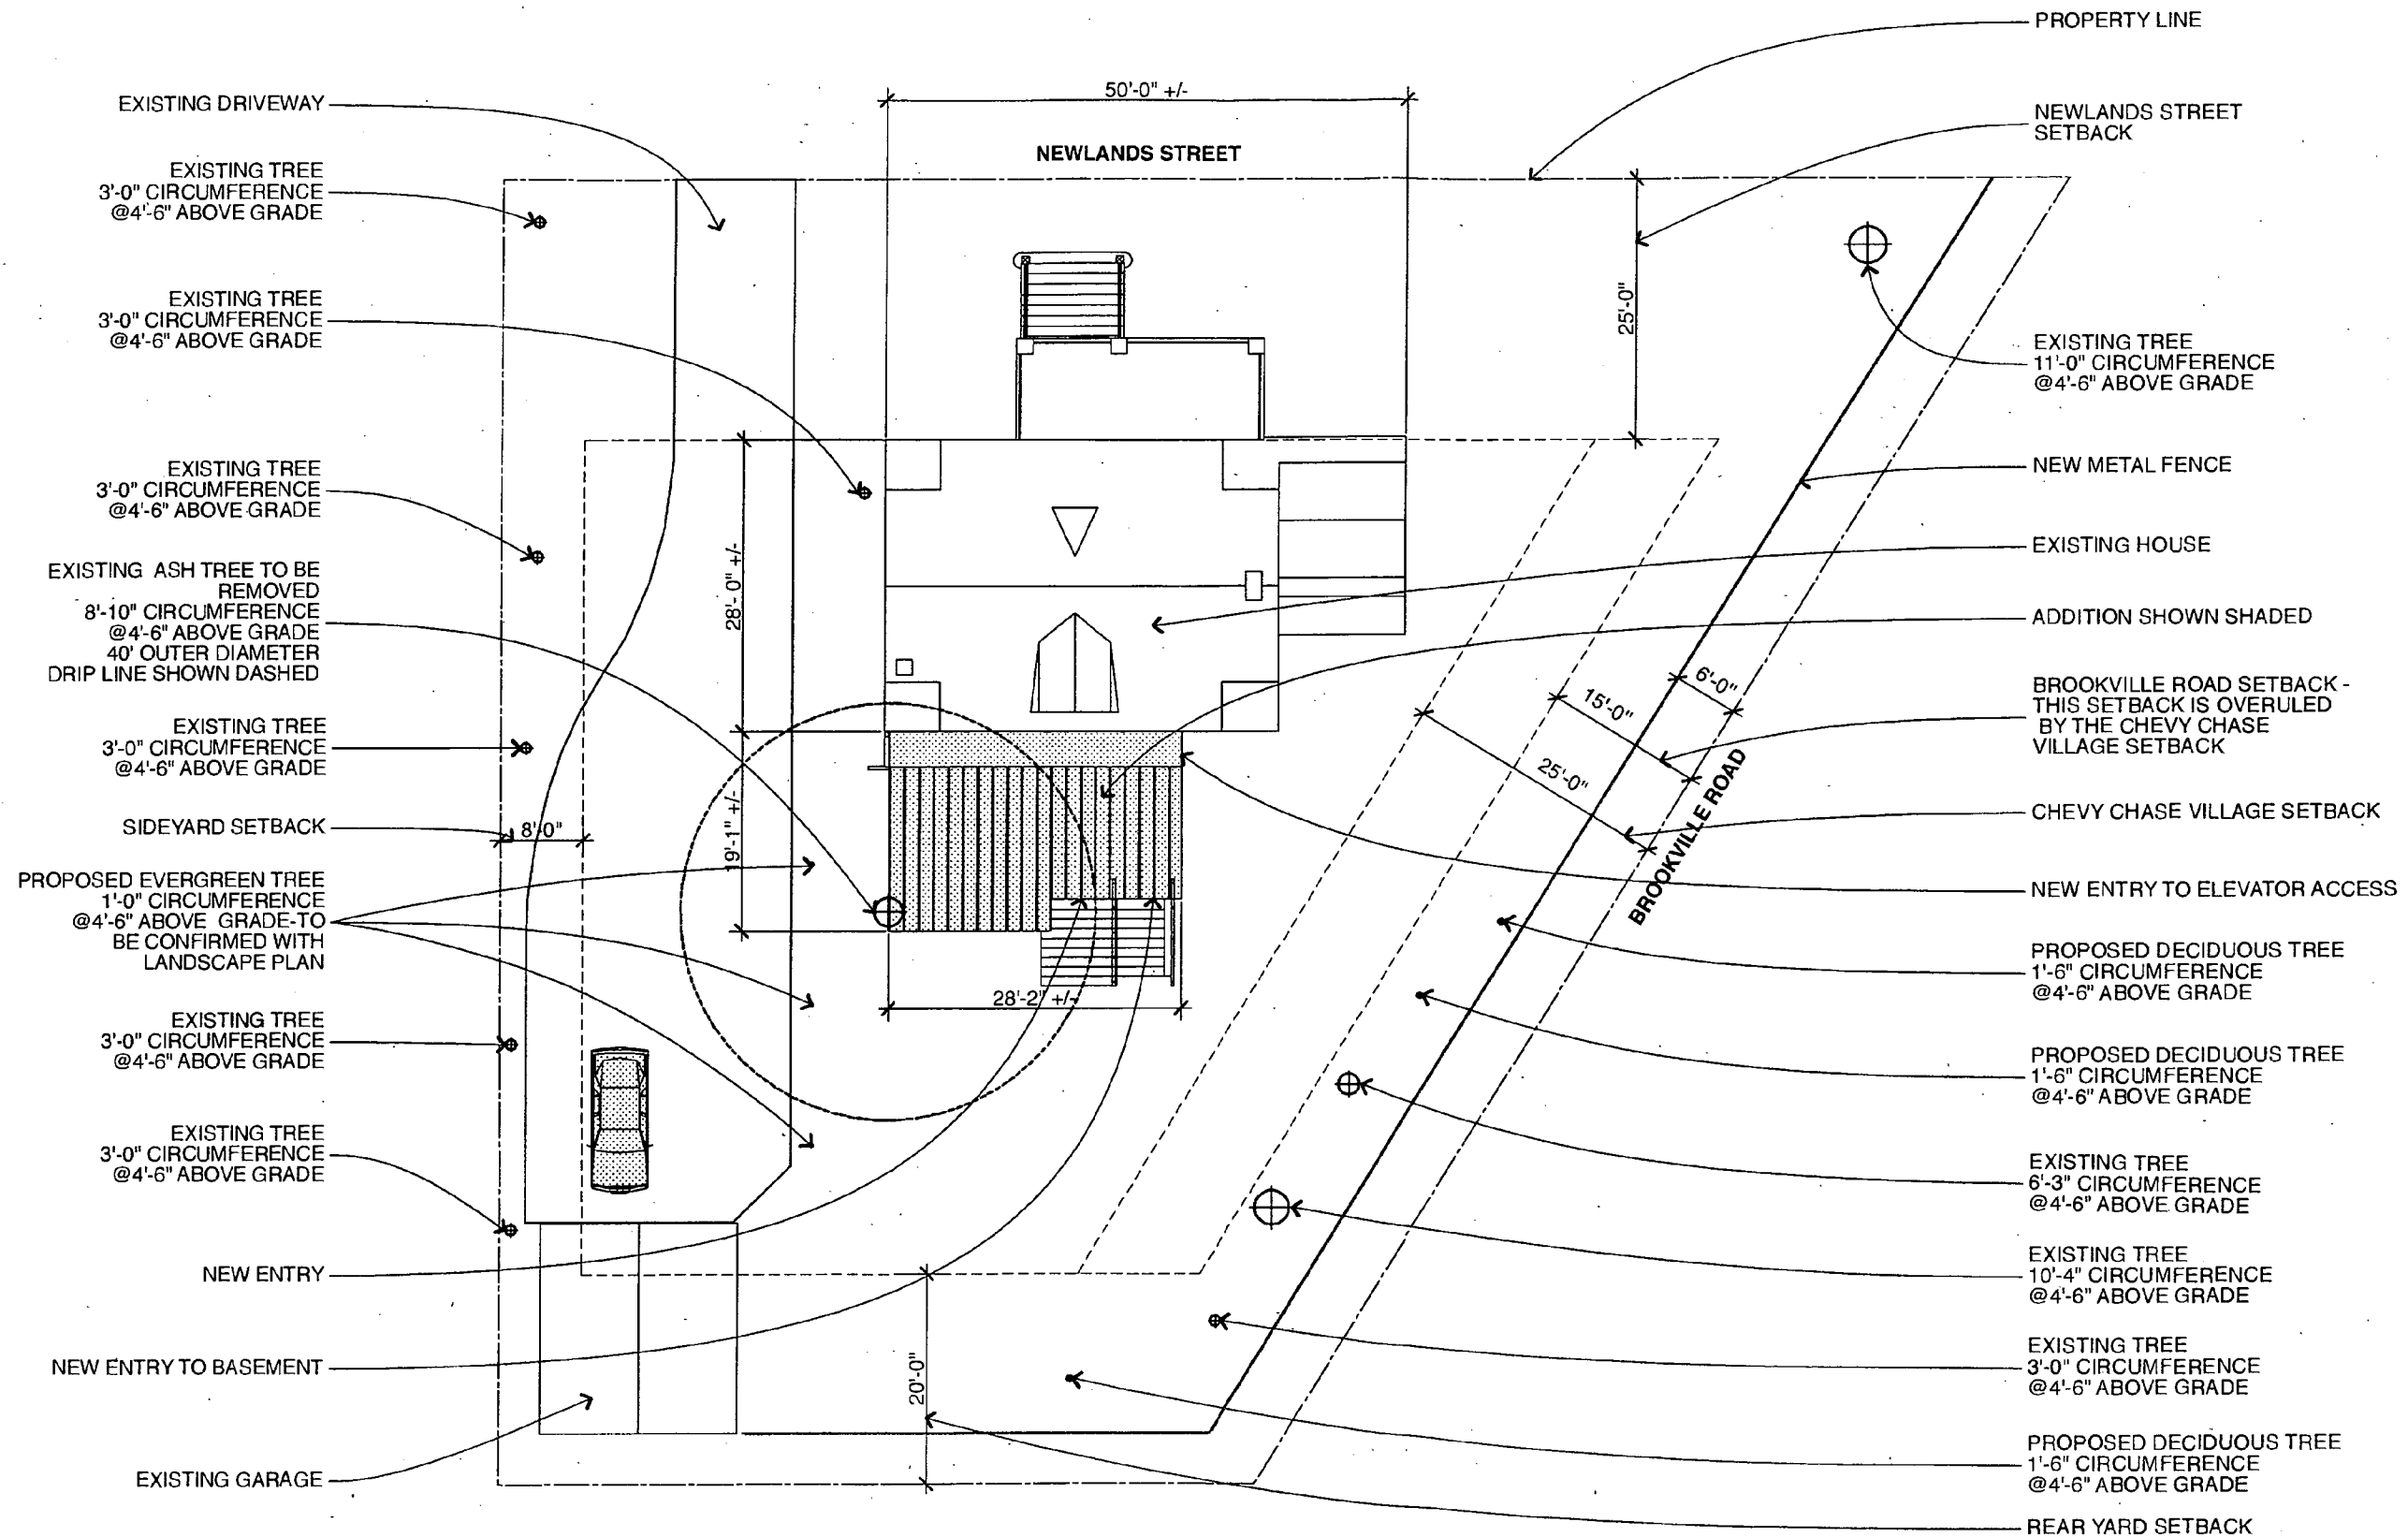 PROPERTY LINE
EXISTING DRIVEWAY
50'-0" +/-
NEWLANDS STREET
SETBACK
NEWLANDS STREET
EXISTING TREE
3'-0" CIRCUMFERENCE
@4'-6" ABOVE GRADE
25'-0"
EXISTING TREE
3'-0" CIRCUMFERENCE
@4'-6" ABOVE GRADE
EXISTING TREE
11'-0" CIRCUMFERENCE
@4'-6" ABOVE GRADE
EXISTING TREE
3'-0" CIRCUMFERENCE
@4'-6" ABOVE GRADE
NEW METAL FENCE
28'-0" +/-
EXISTING HOUSE
EXISTING ASH TREE TO BE
REMOVED
8'-10" CIRCUMFERENCE
@4'-6" ABOVE GRADE
40' OUTER DIAMETER
DRIP LINE SHOWN DASHED
ADDITION SHOWN SHADED
6'-0"
15'-0"
25'-0"
BROOKVILLE ROAD SETBACK -
THIS SETBACK IS OVERULED
BY THE CHEVY CHASE
VILLAGE SETBACK
EXISTING TREE
3'-0" CIRCUMFERENCE
@4'-6" ABOVE GRADE
BROOKVILLE ROAD
19'-1" +/-
SIDEYARD SETBACK
8'-0"
CHEVY CHASE VILLAGE SETBACK
PROPOSED EVERGREEN TREE
1'-0" CIRCUMFERENCE
@4'-6" ABOVE GRADE-TO
BE CONFIRMED WITH
LANDSCAPE PLAN
NEW ENTRY TO ELEVATOR ACCESS
28'-2" +/-
PROPOSED DECIDUOUS TREE
1'-6" CIRCUMFERENCE
@4'-6" ABOVE GRADE
EXISTING TREE
3'-0" CIRCUMFERENCE
@4'-6" ABOVE GRADE
PROPOSED DECIDUOUS TREE
1'-6" CIRCUMFERENCE
@4'-6" ABOVE GRADE
EXISTING TREE
3'-0" CIRCUMFERENCE
@4'-6" ABOVE GRADE
EXISTING TREE
6'-3" CIRCUMFERENCE
@4'-6" ABOVE GRADE
NEW ENTRY
EXISTING TREE
10'-4" CIRCUMFERENCE
@4'-6" ABOVE GRADE
NEW ENTRY TO BASEMENT
20'-0"
EXISTING TREE
3'-0" CIRCUMFERENCE
@4'-6" ABOVE GRADE
EXISTING GARAGE
PROPOSED DECIDUOUS TREE
1'-6" CIRCUMFERENCE
@4'-6" ABOVE GRADE
REAR YARD SETBACK